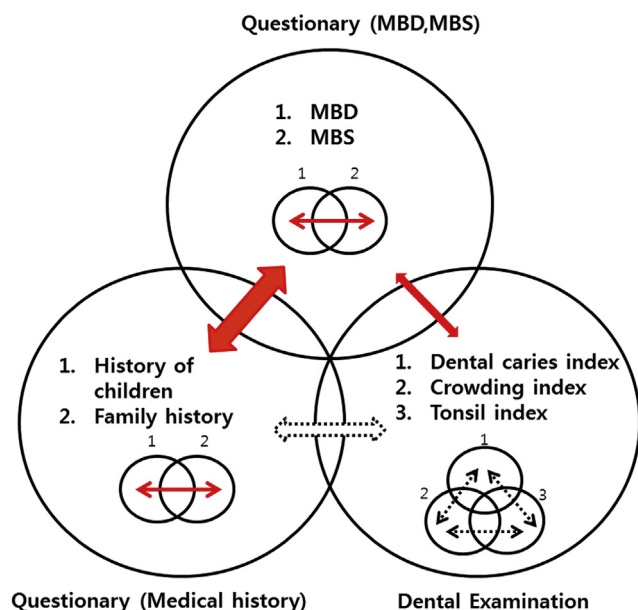 Questionary (MBD,MBS)
1. MBD
2. MBS
1 2
1. History of
children
2. Family history
1 2
1. Dental caries index
2. Crowding index
3. Tonsil index
1
2 3
Questionary (Medical history)
Dental Examination